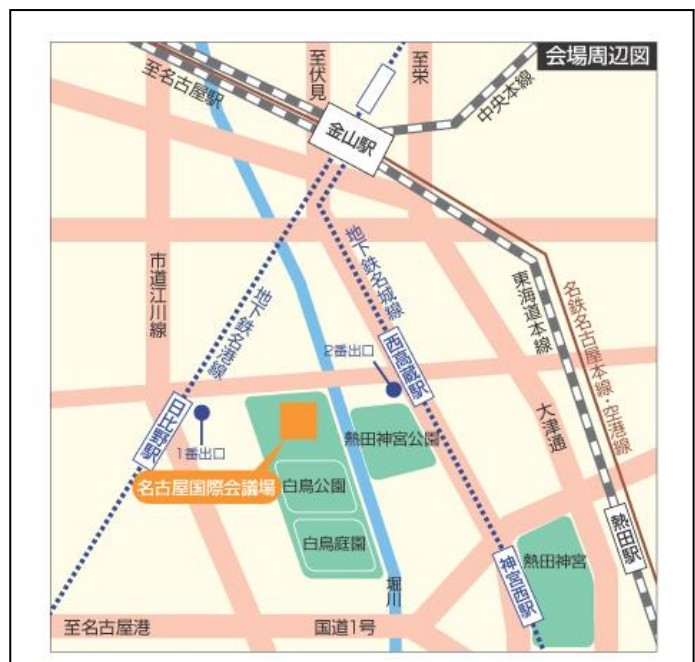 会場周辺図
至名古屋駅
至伏見
至栄
中央本線
金山駅
市道江川線
地下鉄名港線
地下鉄名城線
東海道本線
名鉄名古屋本線・空港線
2番出口
西高蔵駅
大津通
日比野駅
1番出口
熱田神宮公園
名古屋国際会議場
白鳥公園
白鳥庭園
熱田駅
熱田神宮
神宮西駅
堀川
至名古屋港
国道1号